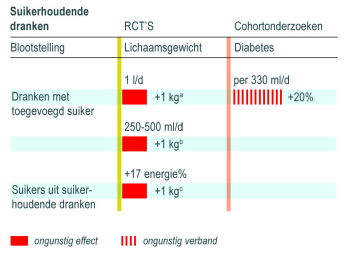 Suikerhoudende
dranken RCT'S Cohortonderzoeken
Blootstelling Lichaamsgewicht Diabetes
1 l/d per 330 ml/d
Dranken met +1 kgᵃ +20%
toegevoegd suiker
250-500 ml/d
+1 kgᵇ
+17 energie%
Suikers uit suiker- +1 kgᶜ
houdende dranken
ongunstig effect ongunstig verband